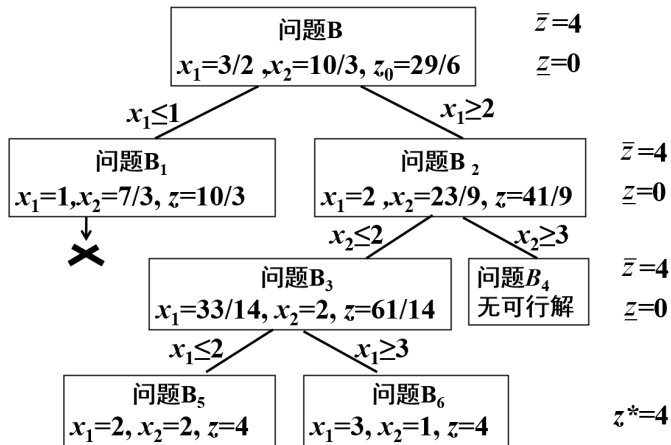 问题B
x₁=3/2 ,x₂=10/3, z₀=29/6
z̅=4
z̲=0
x₁≤1
x₁≥2
问题B₁
x₁=1,x₂=7/3, z=10/3
问题B ₂
x₁=2 ,x₂=23/9, z=41/9
z̅=4
z̲=0
x₂≤2
x₂≥3
问题B₃
x₁=33/14, x₂=2, z=61/14
问题B₄
无可行解
z̅=4
z̲=0
x₁≤2
x₁≥3
问题B₅
x₁=2, x₂=2, z=4
问题B₆
x₁=3, x₂=1, z=4
z*=4